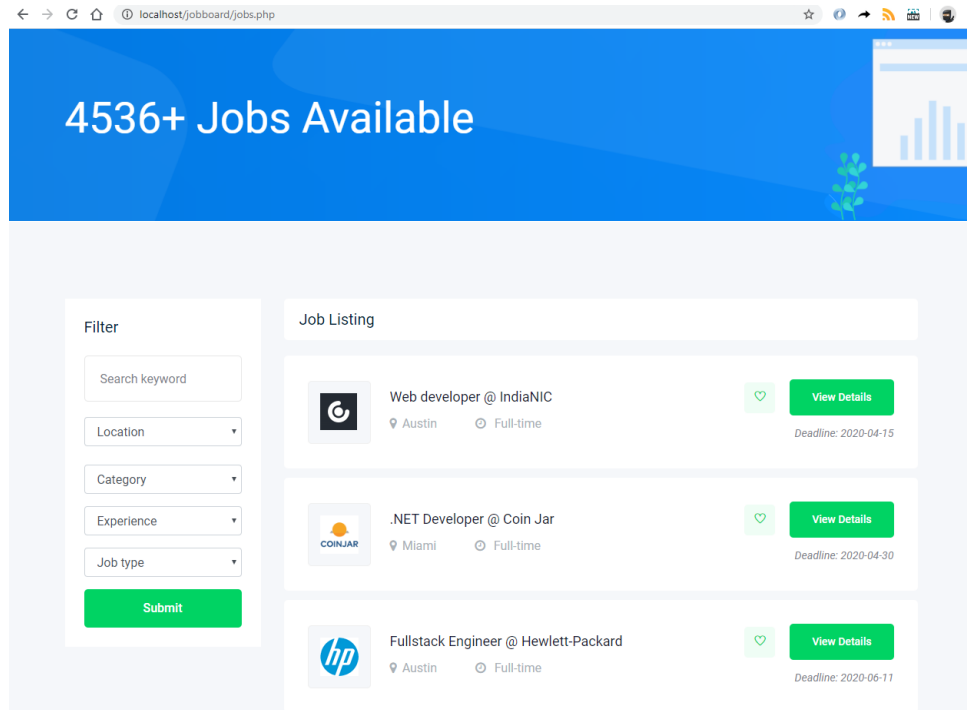 localhost/jobboard/jobs.php
NEW
4536+ Jobs Available
Filter
Search keyword
Location
Category
Experience
Job type
Submit
Job Listing
Web developer @ IndiaNIC
Austin Full-time
View Details
Deadline: 2020-04-15
COINJAR
.NET Developer @ Coin Jar
Miami Full-time
View Details
Deadline: 2020-04-30
hp
Fullstack Engineer @ Hewlett-Packard
Austin Full-time
View Details
Deadline: 2020-06-11